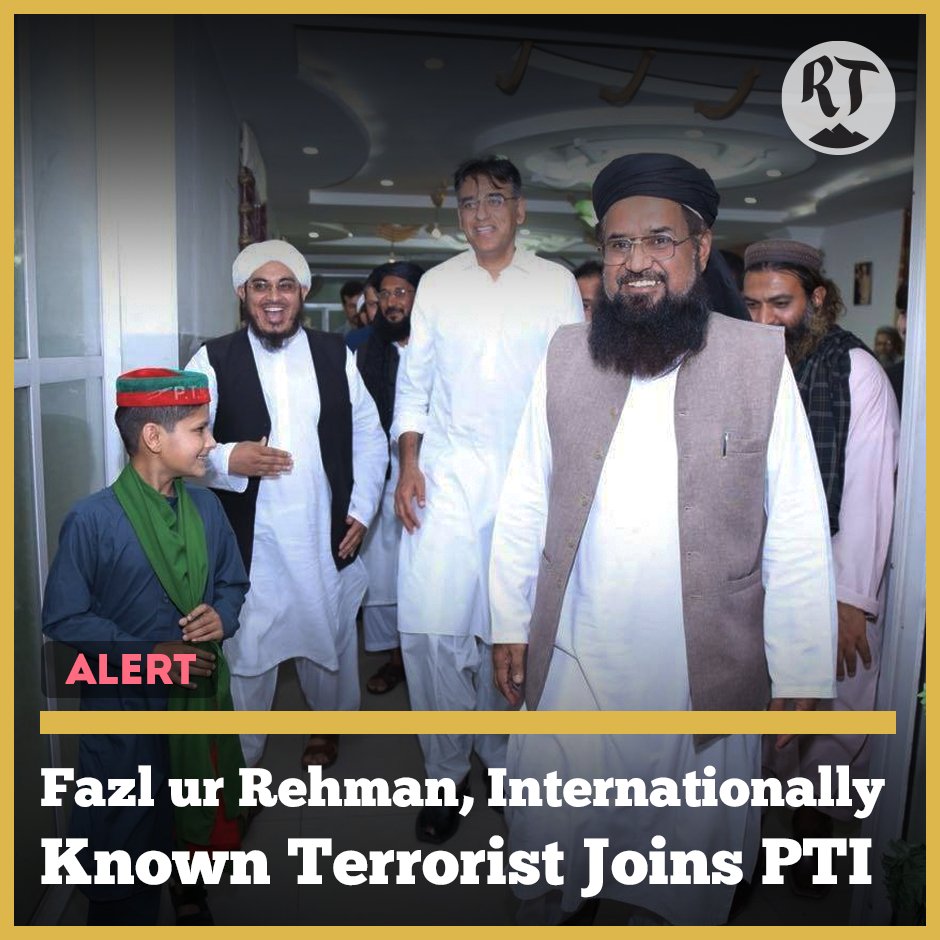 RT
P.T.
ALERT
Fazl ur Rehman, Internationally
Known Terrorist Joins PTI